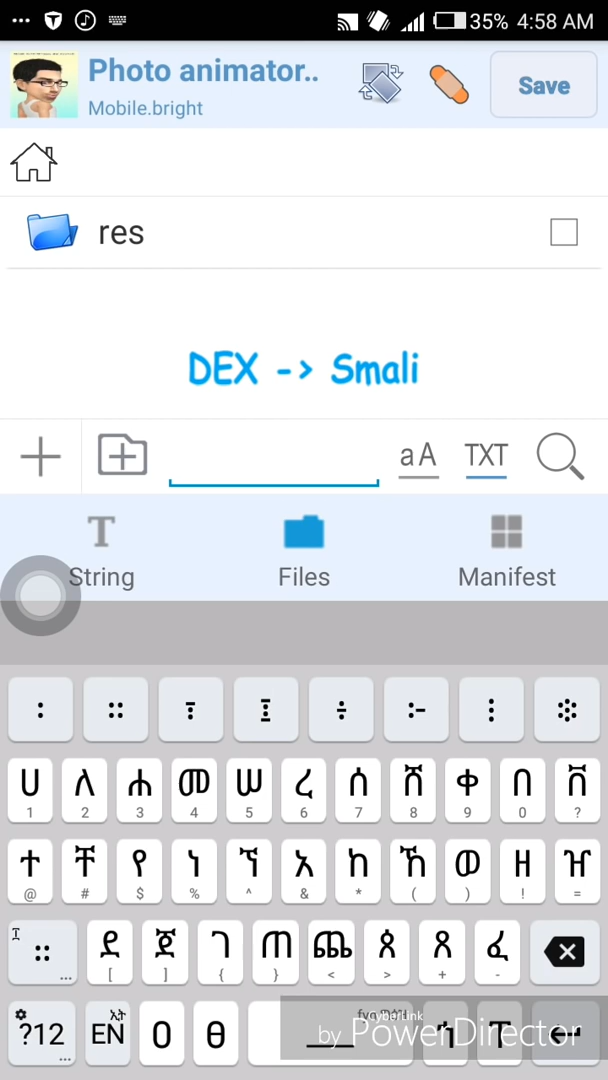 35% 4:58 AM
Photo animator..
Mobile.bright
Save
res
DEX -> Smali
aA TXT
String Files Manifest
፡ ። ፣ ፤ ÷ ፦ ፧ ፨
ሀ ለ ሐ መ ሠ ረ ሰ ሸ ቀ በ ቨ
1 2 3 4 5 6 7 8 9 0 ?
ተ ቸ የ ነ ኘ አ ከ ኸ ወ ዘ ዠ
@ # $ % ^ & * ( ) ! =
። ደ ጀ ገ ጠ ጨ ጰ ጸ ፈ
[ ] { } < > + -
?12 EN ዐ ፀ
CyberLink
by PowerDirector